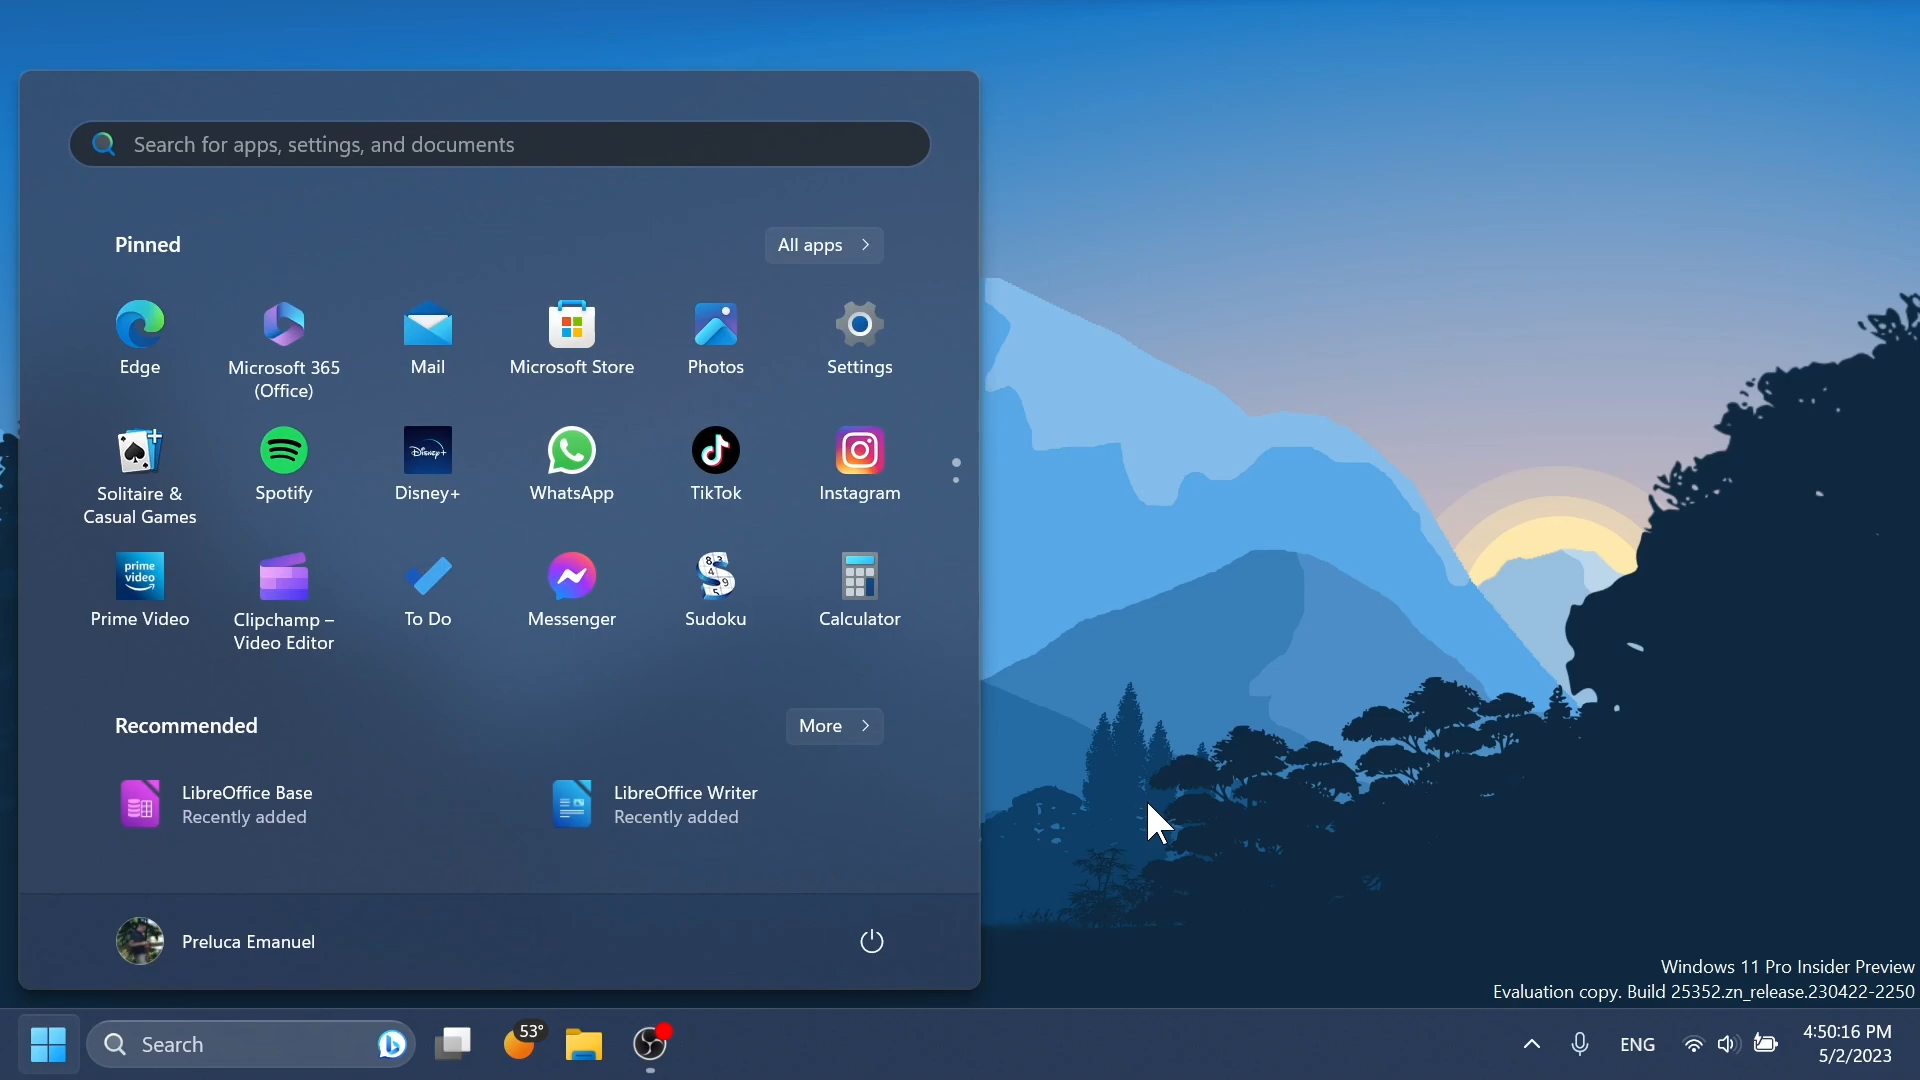 Search for apps, settings, and documents
Pinned
All apps
Edge
Microsoft 365
(Office)
Mail
Microsoft Store
Photos
Settings
Solitaire &
Casual Games
Spotify
Disney+
Disney+
WhatsApp
TikTok
Instagram
prime
video
Prime Video
Clipchamp –
Video Editor
To Do
Messenger
Sudoku
Calculator
Recommended
More
LibreOffice Base
Recently added
LibreOffice Writer
Recently added
Preluca Emanuel
Windows 11 Pro Insider Preview
Evaluation copy. Build 25352.zn_release.230422-2250
Search
53°
ENG
4:50:16 PM
5/2/2023